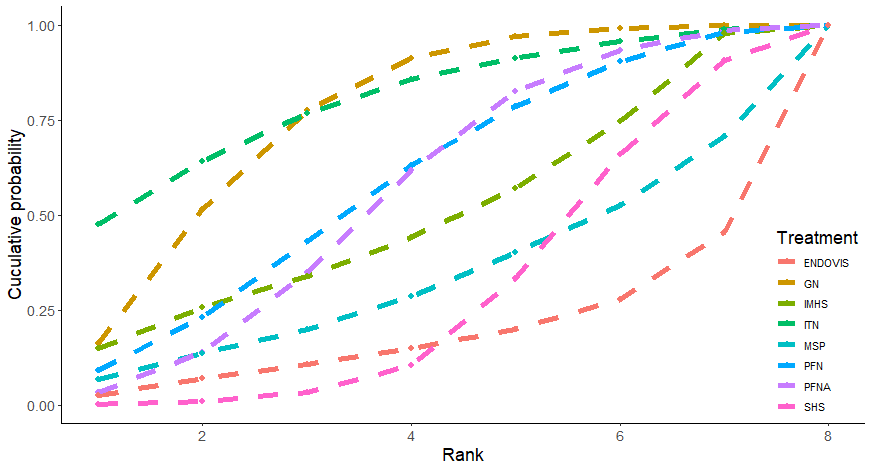 1.00
0.75
0.50
0.25
0.00
Cuculative probability
2
4
6
8
Rank
Treatment
ENDOVIS
GN
IMHS
ITN
MSP
PFN
PFNA
SHS